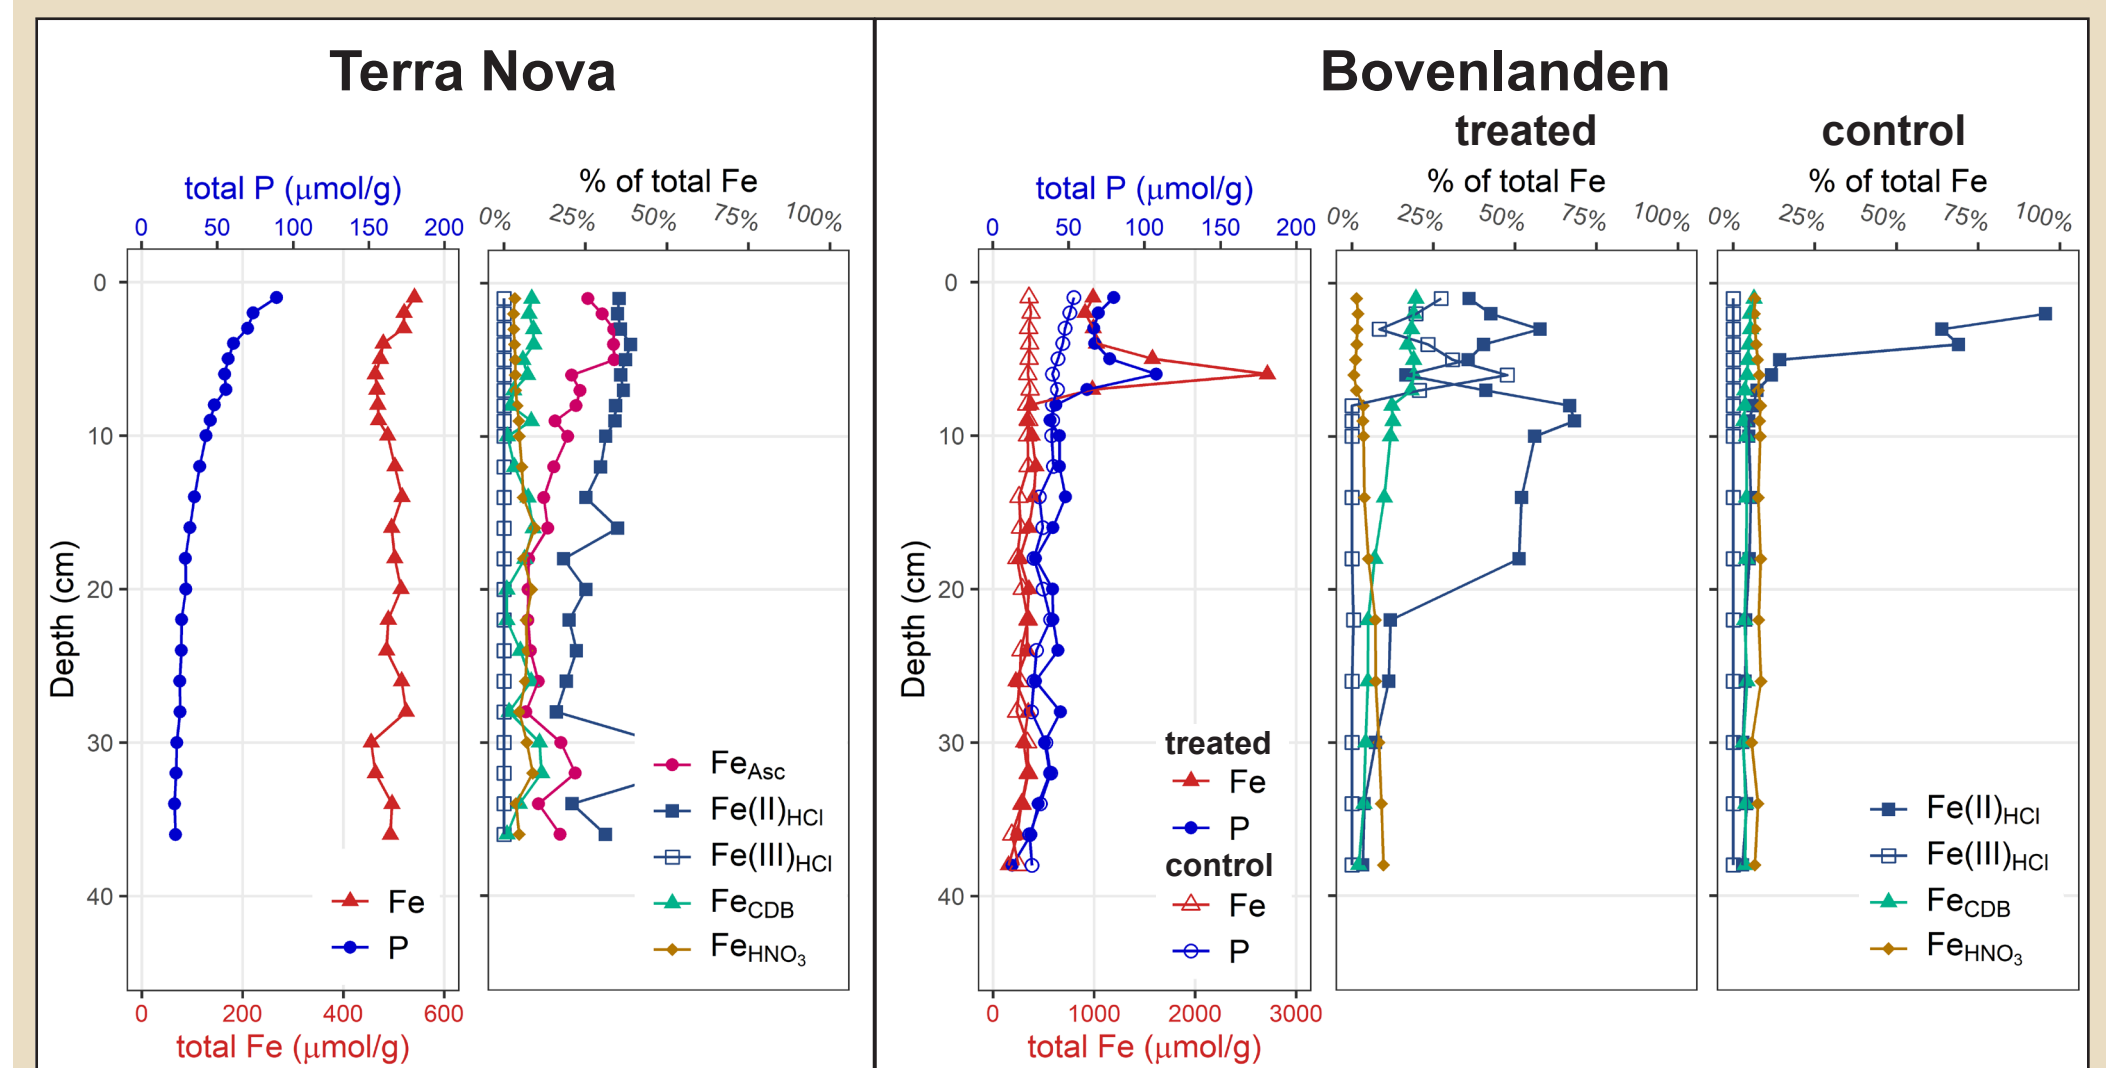 Terra Nova
total P (μmol/g)
0 50 100 150 200
% of total Fe
0% 25% 50% 75% 100%
Depth (cm)
0
10
20
30
40
Fe
P
0 200 400 600
total Fe (μmol/g)
FeAsc
Fe(II)HCl
Fe(III)HCl
FeCDB
FeHNO3
Bovenlanden
treated
control
total P (μmol/g)
0 50 100 150 200
% of total Fe
0% 25% 50% 75% 100%
% of total Fe
0% 25% 50% 75% 100%
Depth (cm)
0
10
20
30
40
treated
Fe
P
control
Fe
P
0 1000 2000 3000
total Fe (μmol/g)
Fe(II)HCl
Fe(III)HCl
FeCDB
FeHNO3